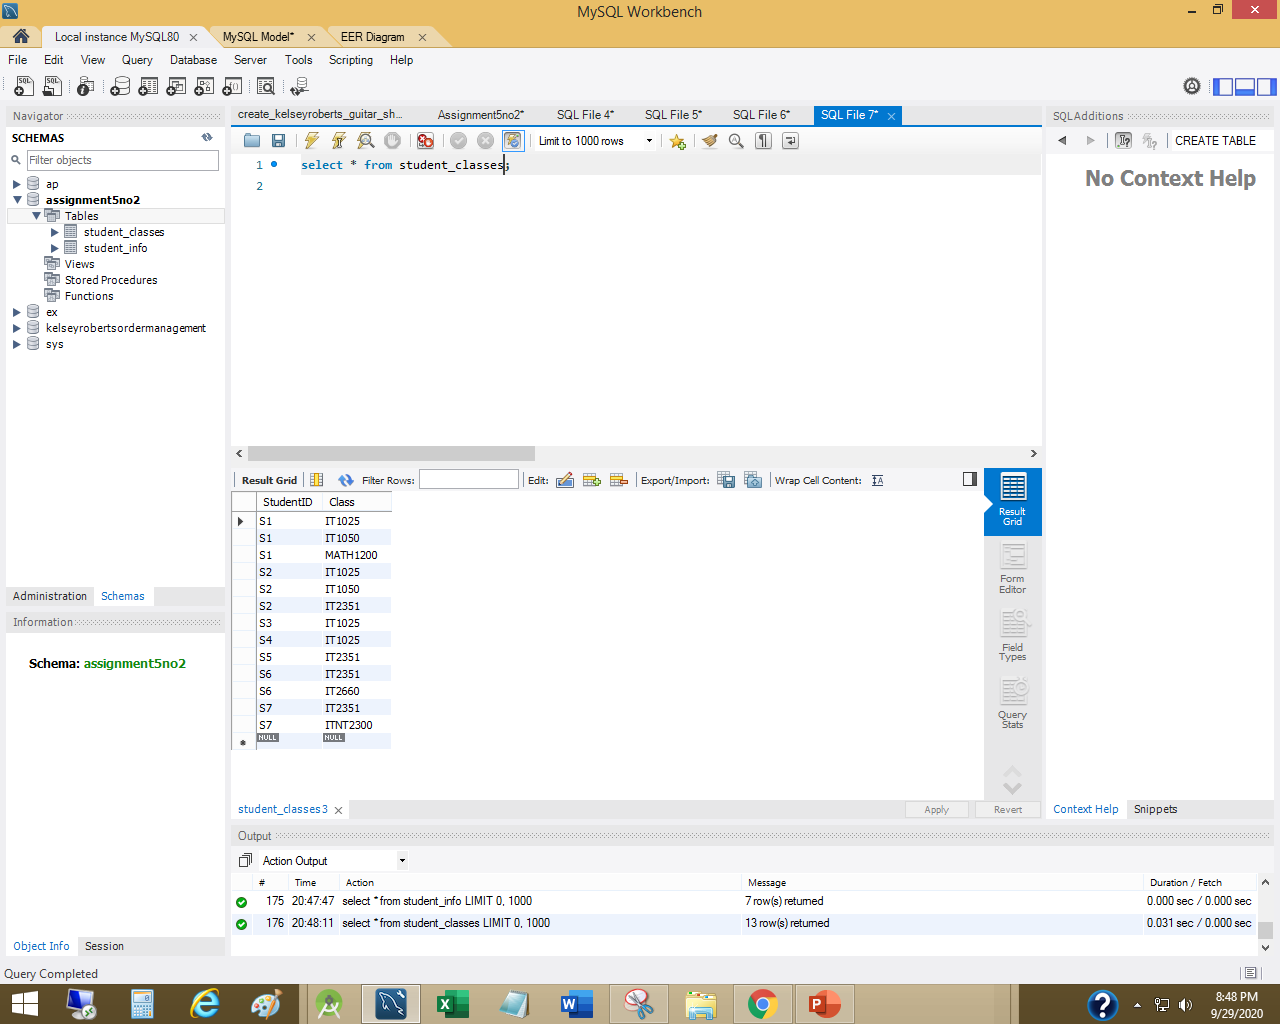 MySQL Workbench
Local instance MySQL80
MySQL Model*
EER Diagram
File Edit View Query Database Server Tools Scripting Help
Navigator
SCHEMAS
Filter objects
ap
assignment5no2
Tables
student_classes
student_info
Views
Stored Procedures
Functions
ex
kelseyrobertsordermanagement
sys
Administration Schemas
Information
Schema: assignment5no2
Object Info Session
create_kelseyroberts_guitar_sh... Assignment5no2* SQL File 4* SQL File 5* SQL File 6* SQL File 7*
Limit to 1000 rows
1 select * from student_classes;
2
Result Grid Filter Rows: Edit: Export/Import: Wrap Cell Content:
StudentID Class
S1 IT1025
S1 IT1050
S1 MATH1200
S2 IT1025
S2 IT1050
S2 IT2351
S3 IT1025
S4 IT1025
S5 IT2351
S6 IT2351
S6 IT2660
S7 IT2351
S7 ITNT2300
NULL NULL
Result
Grid
Form
Editor
Field
Types
Query
Stats
student_classes3
Apply Revert
SQLAdditions
CREATE TABLE
No Context Help
Context Help Snippets
Output
Action Output
# Time Action Message Duration / Fetch
175 20:47:47 select * from student_info LIMIT 0, 1000 7 row(s) returned 0.000 sec / 0.000 sec
176 20:48:11 select * from student_classes LIMIT 0, 1000 13 row(s) returned 0.031 sec / 0.000 sec
Query Completed
8:48 PM
9/29/2020